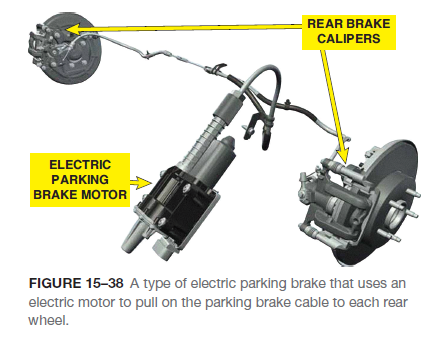 REAR BRAKE
CALIPERS
ELECTRIC
PARKING
BRAKE MOTOR
FIGURE 15–38 A type of electric parking brake that uses an
electric motor to pull on the parking brake cable to each rear
wheel.